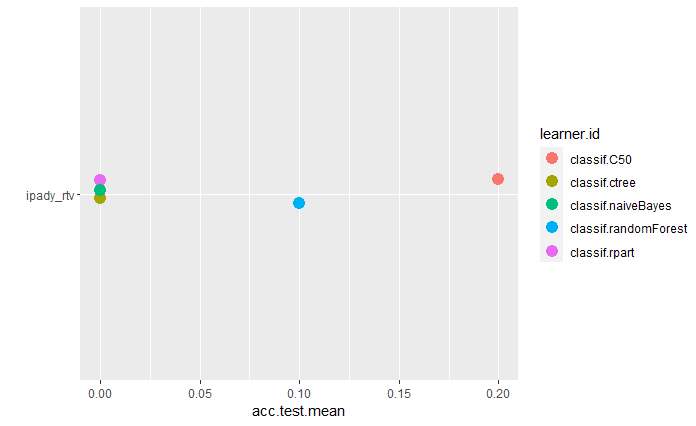 ipady_rtv
0.00 0.05 0.10 0.15 0.20
acc.test.mean
learner.id
classif.C50
classif.ctree
classif.naiveBayes
classif.randomForest
classif.rpart